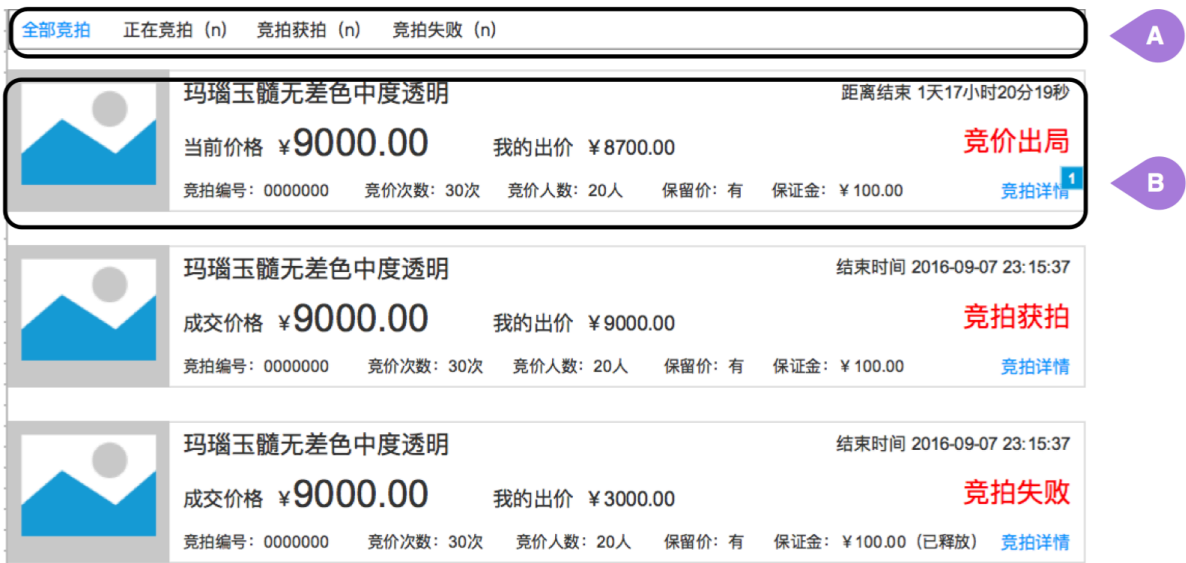 全部竞拍 正在竞拍（n） 竞拍获拍（n） 竞拍失败（n）
A
玛瑙玉髓无差色中度透明 距离结束 1天17小时20分19秒
当前价格 ¥9000.00 我的出价 ¥8700.00 竞价出局
1
B
竞拍编号：0000000 竞价次数：30次 竞价人数：20人 保留价：有 保证金：¥100.00 竞拍详情
玛瑙玉髓无差色中度透明 结束时间 2016-09-07 23:15:37
成交价格 ¥9000.00 我的出价 ¥9000.00 竞拍获拍
竞拍编号：0000000 竞价次数：30次 竞价人数：20人 保留价：有 保证金：¥100.00 竞拍详情
玛瑙玉髓无差色中度透明 结束时间 2016-09-07 23:15:37
成交价格 ¥9000.00 我的出价 ¥3000.00 竞拍失败
竞拍编号：0000000 竞价次数：30次 竞价人数：20人 保留价：有 保证金：¥100.00（已释放） 竞拍详情